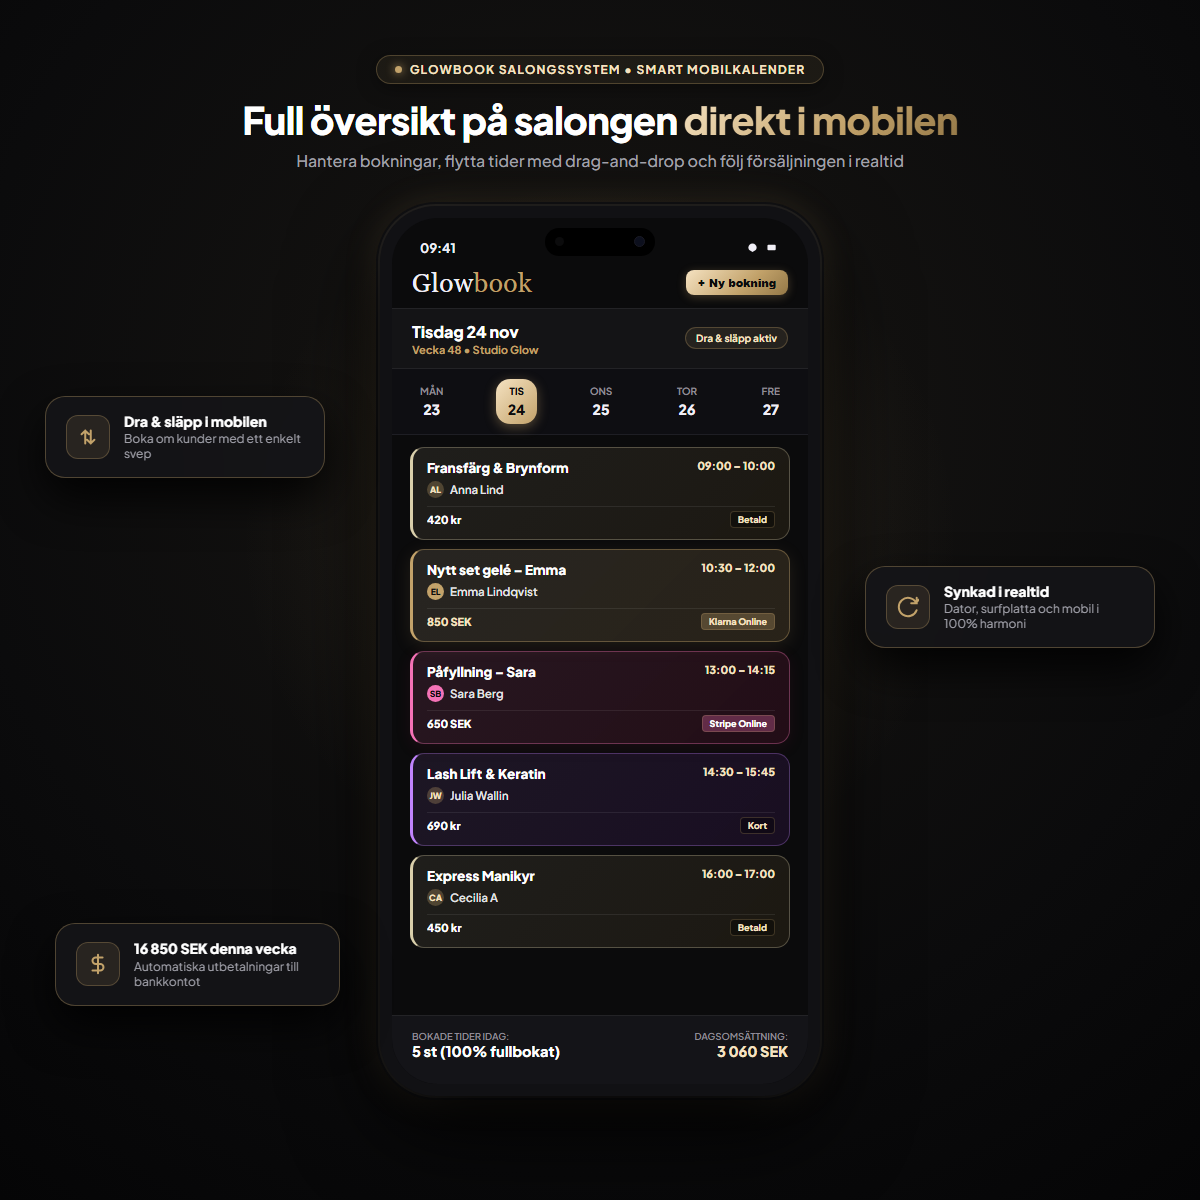 GLOWBOOK SALONGSSYSTEM • SMART MOBILKALENDER
Full översikt på salongen direkt i mobilen
Hantera bokningar, flytta tider med drag-and-drop och följ försäljningen i realtid
09:41
Glowbook
+ Ny bokning
Tisdag 24 nov
Vecka 48 • Studio Glow
Dra & släpp aktiv
MÅN
23
TIS
24
ONS
25
TOR
26
FRE
27
Dra & släpp i mobilen
Boka om kunder med ett enkelt
svep
Fransfärg & Brynform
09:00 – 10:00
AL Anna Lind
420 kr
Betald
Nytt set gelé – Emma
10:30 – 12:00
EL Emma Lindqvist
850 SEK
Klarna Online
Synkad i realtid
Dator, surfplatta och mobil i
100% harmoni
Påfyllning – Sara
13:00 – 14:15
SB Sara Berg
650 SEK
Stripe Online
Lash Lift & Keratin
14:30 – 15:45
JW Julia Wallin
690 kr
Kort
Express Manikyr
16:00 – 17:00
CA Cecilia A
450 kr
Betald
$
16 850 SEK denna vecka
Automatiska utbetalningar till
bankkontot
BOKADE TIDER IDAG:
5 st (100% fullbokat)
DAGSOMSÄTTNING:
3 060 SEK